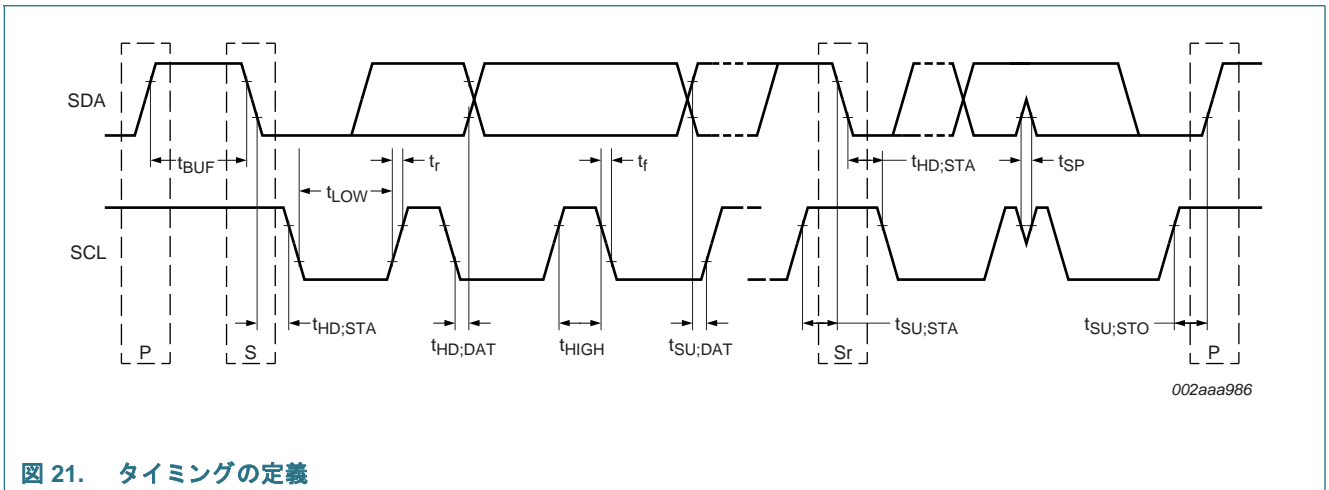 SDA
tBUF
tLOW
tr
tf
tHD;STA
tSP
SCL
tHD;STA
tHD;DAT
tHIGH
tSU;DAT
tSU;STA
tSU;STO
P
S
Sr
P
002aaa986
図 21. タイミングの定義